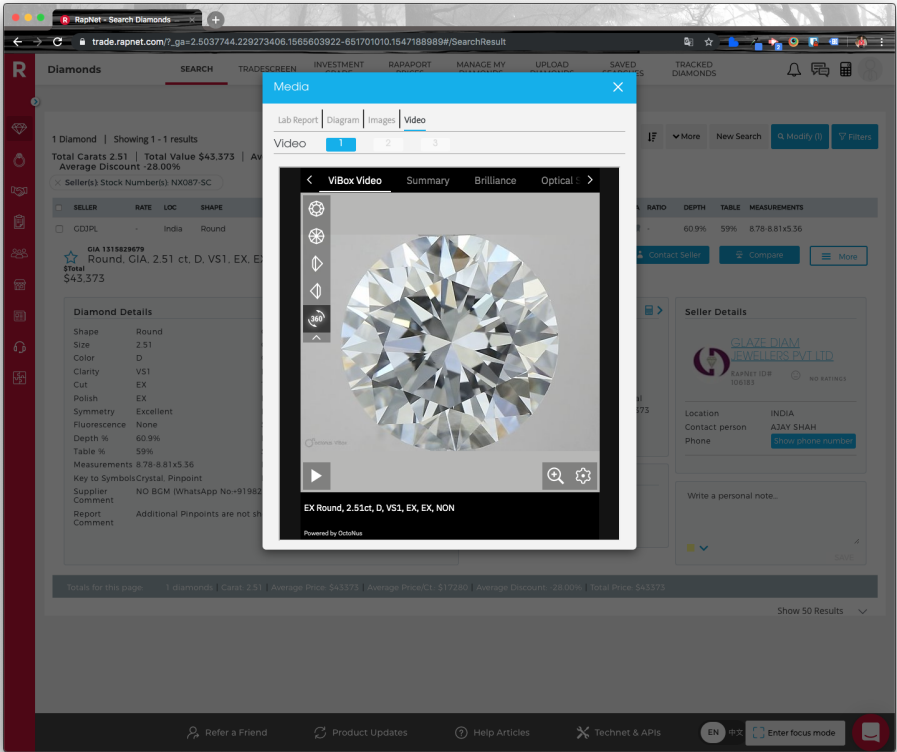 RapNet - Search Diamonds
trade.rapnet.com/?_ga=2.5037744.229273406.1565603922-651701010.1547188989#/SearchResult
R
Diamonds
SEARCH
TRADESCREEN
INVESTMENT
RAPAPORT
MANAGE MY
DIAMONDS
UPLOAD
DIAMONDS
SAVED
SEARCHES
TRACKED
DIAMONDS
Media
Lab Report
Diagram
Images
Video
Video 1 2 3
1 Diamond | Showing 1 - 1 results
More
New Search
Modify (1)
Filters
Total Carats 2.51 | Total Value $43,373 |
Average Discount -28.00%
Seller(s): Stock Number(s): NX087-SC
SELLER RATE LOC SHAPE
RATIO DEPTH TABLE MEASUREMENTS
GDJPL - India Round
- 60.9% 59% 8.78-8.81x5.36
GIA 1315829679
Round, GIA, 2.51 ct, D, VS1, EX,
$Total
$43,373
Contact Seller
Compare
More
ViBox Video
Summary
Brilliance
Optical
360
Diamond Details
Shape Round
Size 2.51
Color D
Clarity VS1
Cut EX
Polish EX
Symmetry Excellent
Fluorescence None
Depth % 60.9%
Table % 59%
Measurements 8.78-8.81x5.36
Key to Symbols Crystal, Pinpoint
Supplier
Comment
NO BGM (WhatsApp No:+91982
Report
Comment
Additional Pinpoints are not
EX Round, 2.51ct, D, VS1, EX, EX, NON
Powered by OctoNus
Seller Details
GLAZE DIAM
JEWELLERS PVT LTD
RAPNET ID#
106183
NO RATINGS
Location INDIA
Contact person AJAY SHAH
Phone Show phone number
Write a personal note...
SAVE
Totals for this page: 1 diamonds | Carat: 2.51 | Average Price: $43373 | Average Price/Ct.: $17280 | Average Discount: -28.00% | Total Price: $43373
Show 50 Results
Refer a Friend
Product Updates
Help Articles
Technet & APIs
EN 中文
Enter focus mode